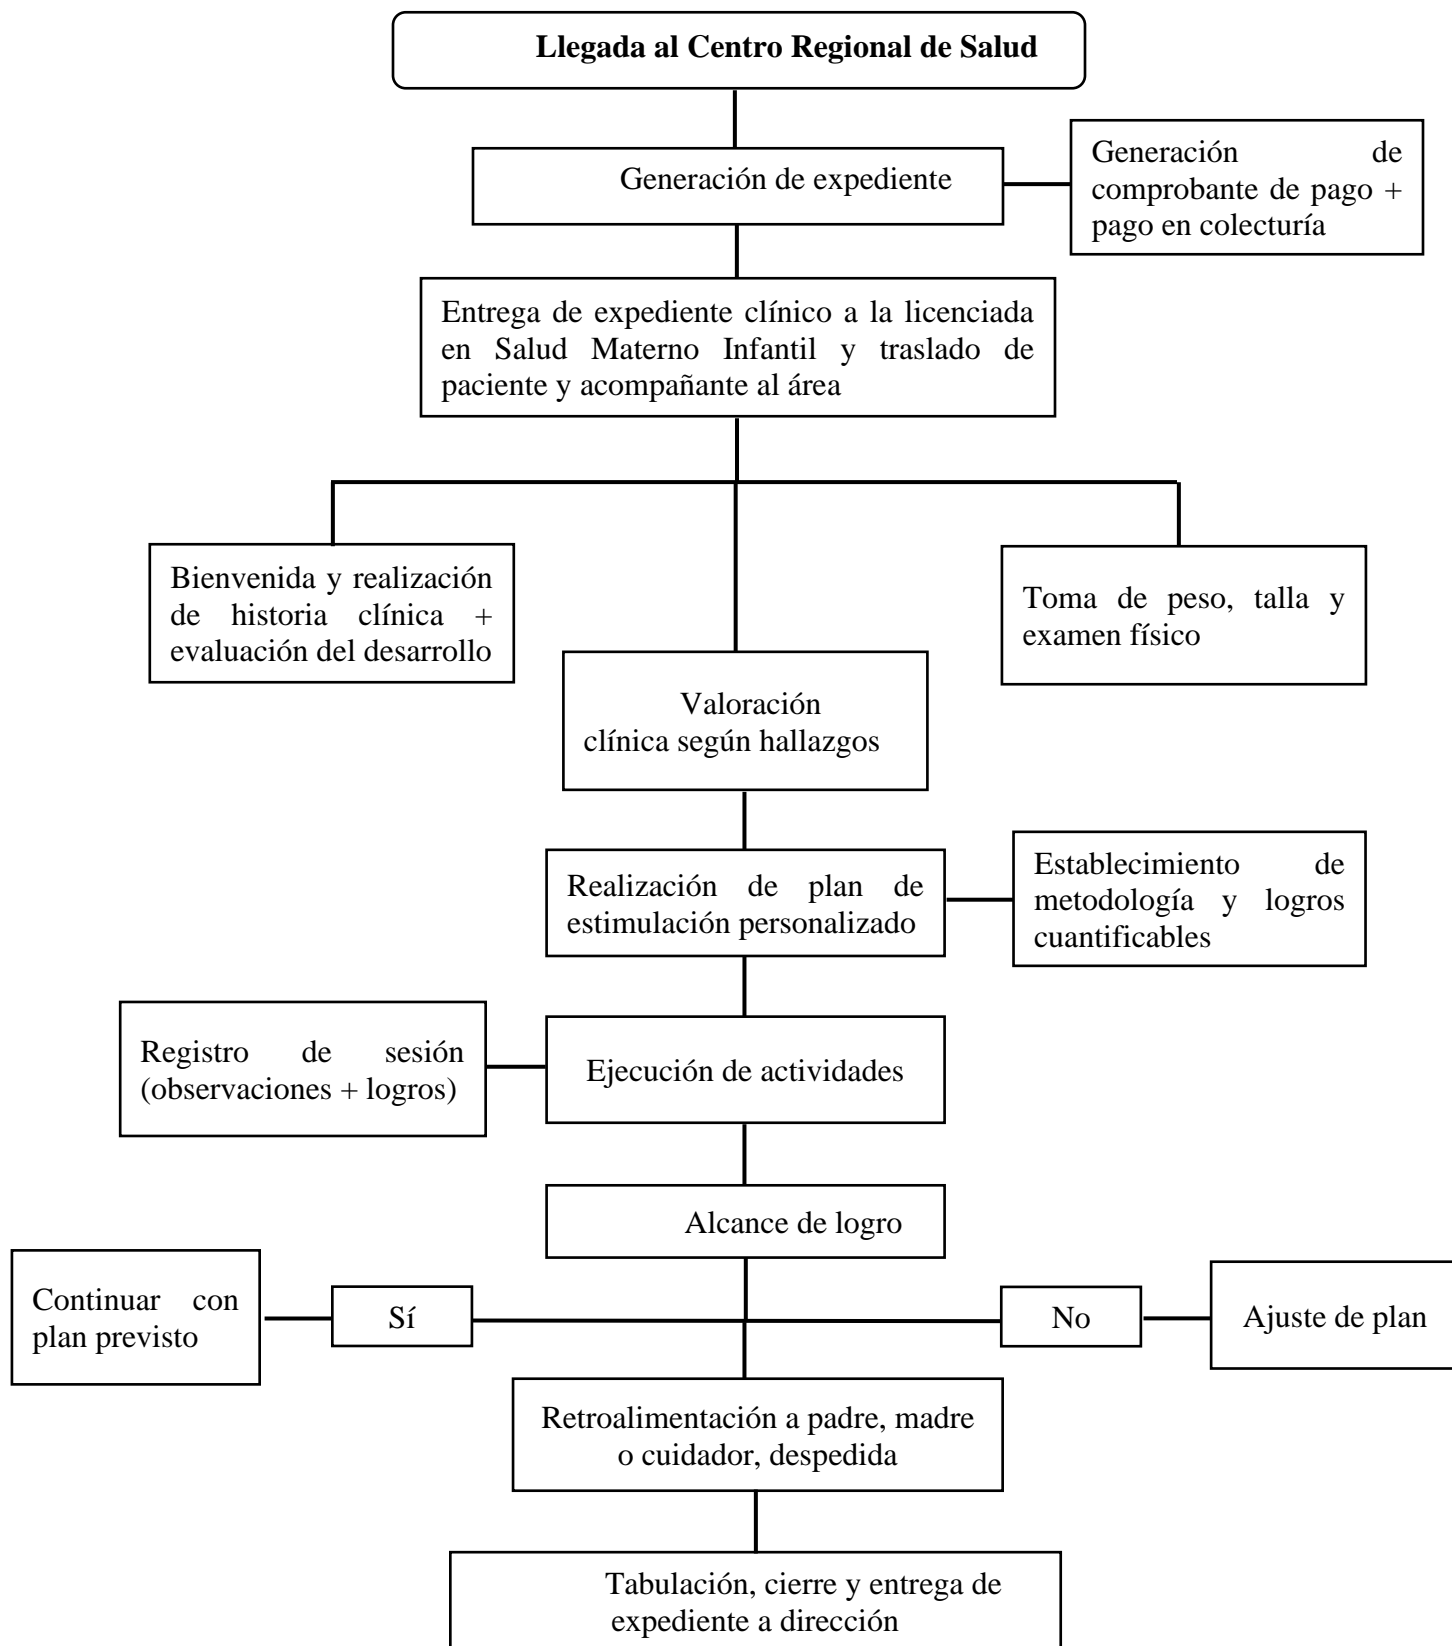 Llegada al Centro Regional de Salud
Generación de expediente
Generación de
comprobante de pago +
pago en colecturía
Entrega de expediente clínico a la licenciada
en Salud Materno Infantil y traslado de
paciente y acompañante al área
Bienvenida y realización
de historia clínica +
evaluación del desarrollo
Toma de peso, talla y
examen físico
Valoración
clínica según hallazgos
Realización de plan de
estimulación personalizado
Establecimiento de
metodología y logros
cuantificables
Registro de sesión
(observaciones + logros)
Ejecución de actividades
Alcance de logro
Continuar con
plan previsto
Sí
No
Ajuste de plan
Retroalimentación a padre, madre
o cuidador, despedida
Tabulación, cierre y entrega de
expediente a dirección